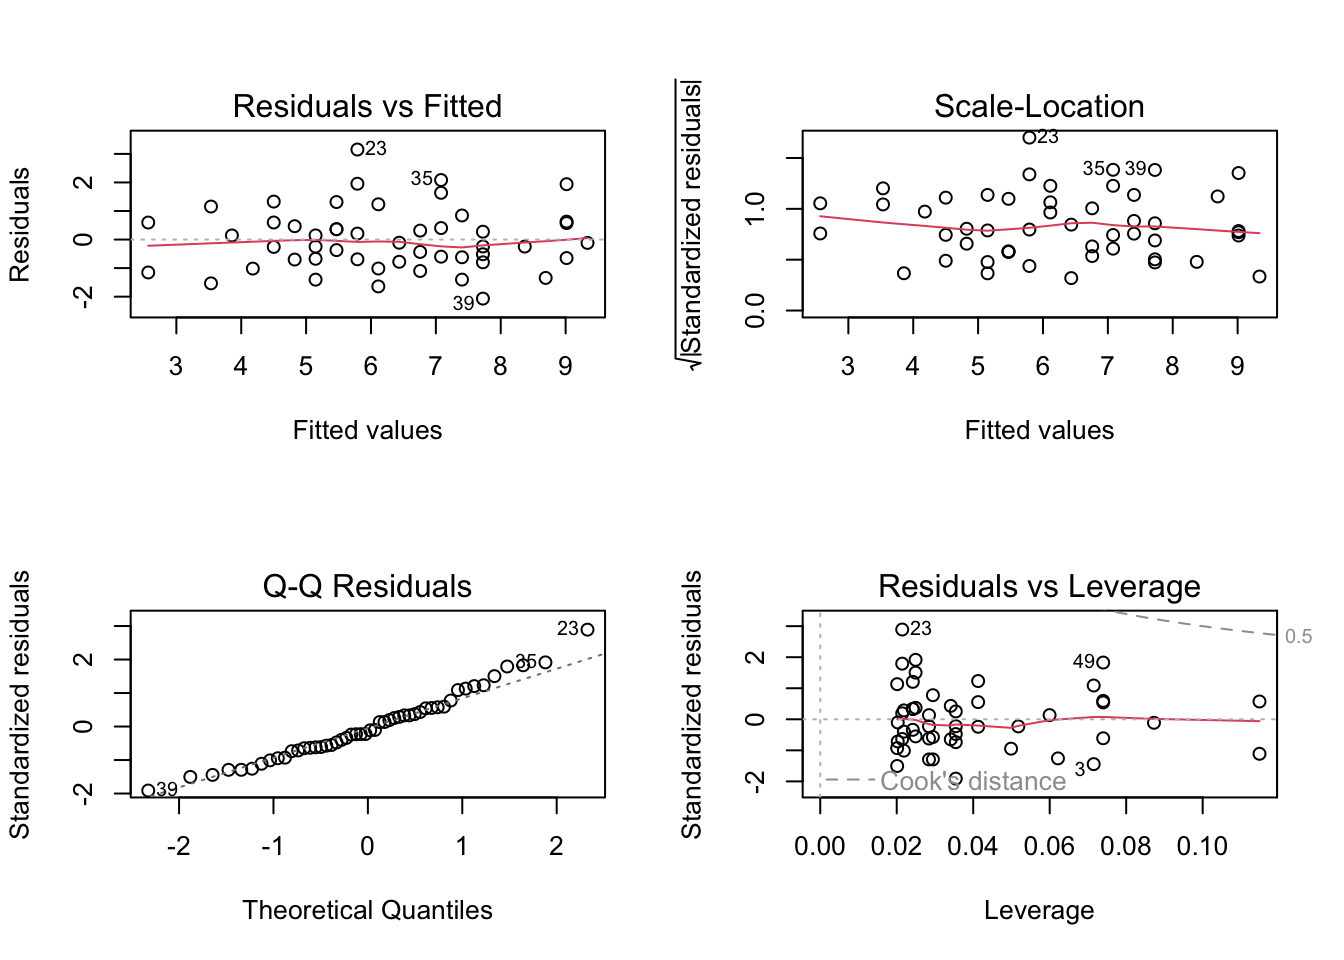 Residuals vs Fitted
Residuals
2
0
-2
23
35
39
3 4 5 6 7 8 9
Fitted values
Scale-Location
√|Standardized residuals|
1.0
0.0
23
35 39
3 4 5 6 7 8 9
Fitted values
Q-Q Residuals
Standardized residuals
2
0
-2
23
35
39
-2 -1 0 1 2
Theoretical Quantiles
Residuals vs Leverage
Standardized residuals
2
0
-2
23
49
3
0.5
Cook's distance
0.00 0.02 0.04 0.06 0.08 0.10
Leverage